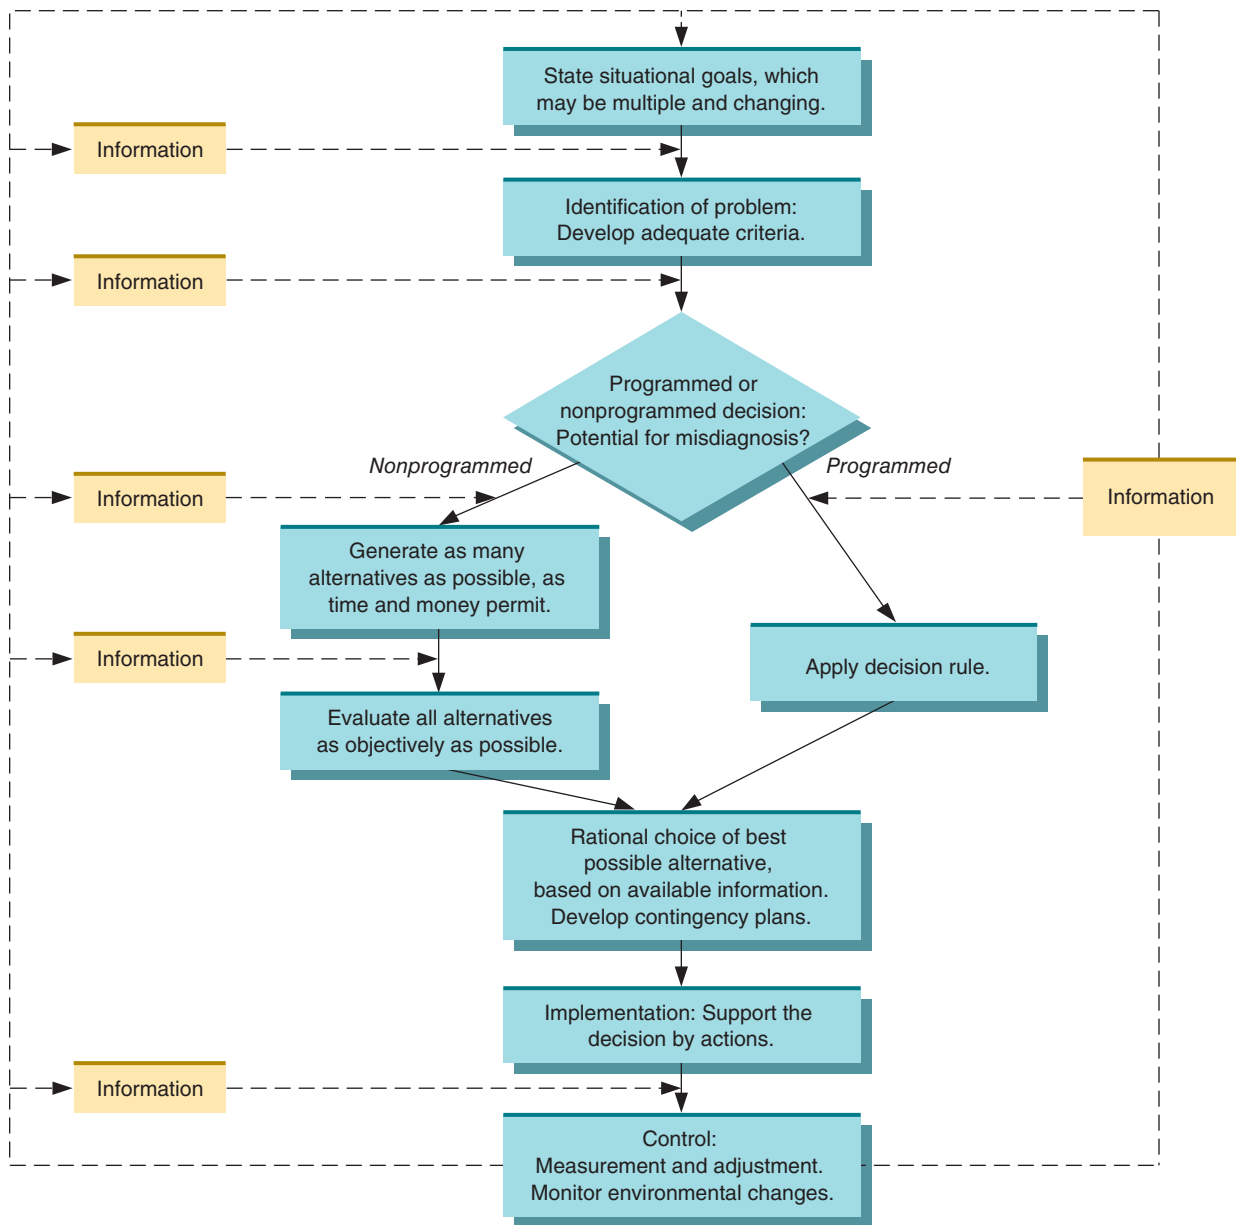 State situational goals, which
may be multiple and changing.
Information
Identification of problem:
Develop adequate criteria.
Information
Programmed or
nonprogrammed decision:
Potential for misdiagnosis?
Nonprogrammed
Programmed
Information
Information
Generate as many
alternatives as possible, as
time and money permit.
Information
Apply decision rule.
Evaluate all alternatives
as objectively as possible.
Rational choice of best
possible alternative,
based on available information.
Develop contingency plans.
Implementation: Support the
decision by actions.
Information
Control:
Measurement and adjustment.
Monitor environmental changes.